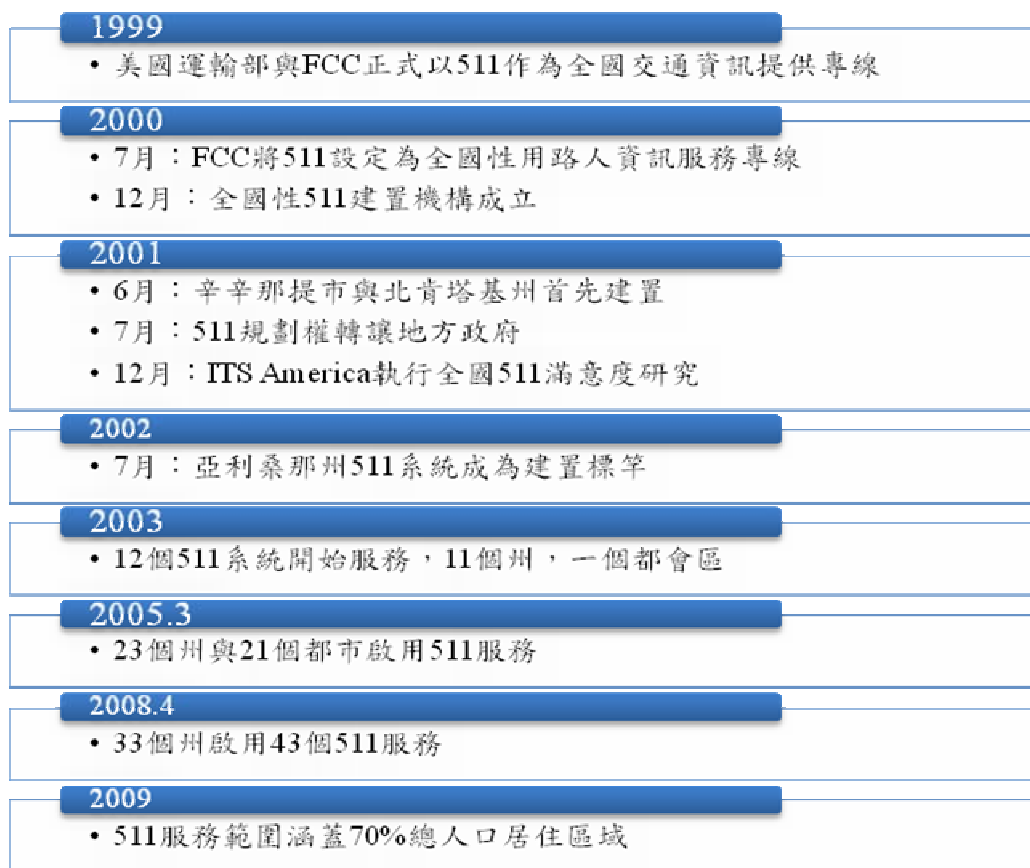 1999
• 美國運輸部與FCC正式以511作為全國交通資訊提供專線
2000
• 7月：FCC將511設定為全國性用路人資訊服務專線
• 12月：全國性511建置機構成立
2001
• 6月：辛辛那提市與北肯塔基州首先建置
• 7月：511規劃權轉讓地方政府
• 12月：ITS America執行全國511滿意度研究
2002
• 7月：亞利桑那州511系統成為建置標竿
2003
• 12個511系統開始服務，11個州，一個都會區
2005.3
• 23個州與21個都市啟用511服務
2008.4
• 33個州啟用43個511服務
2009
• 511服務範圍涵蓋70%總人口居住區域